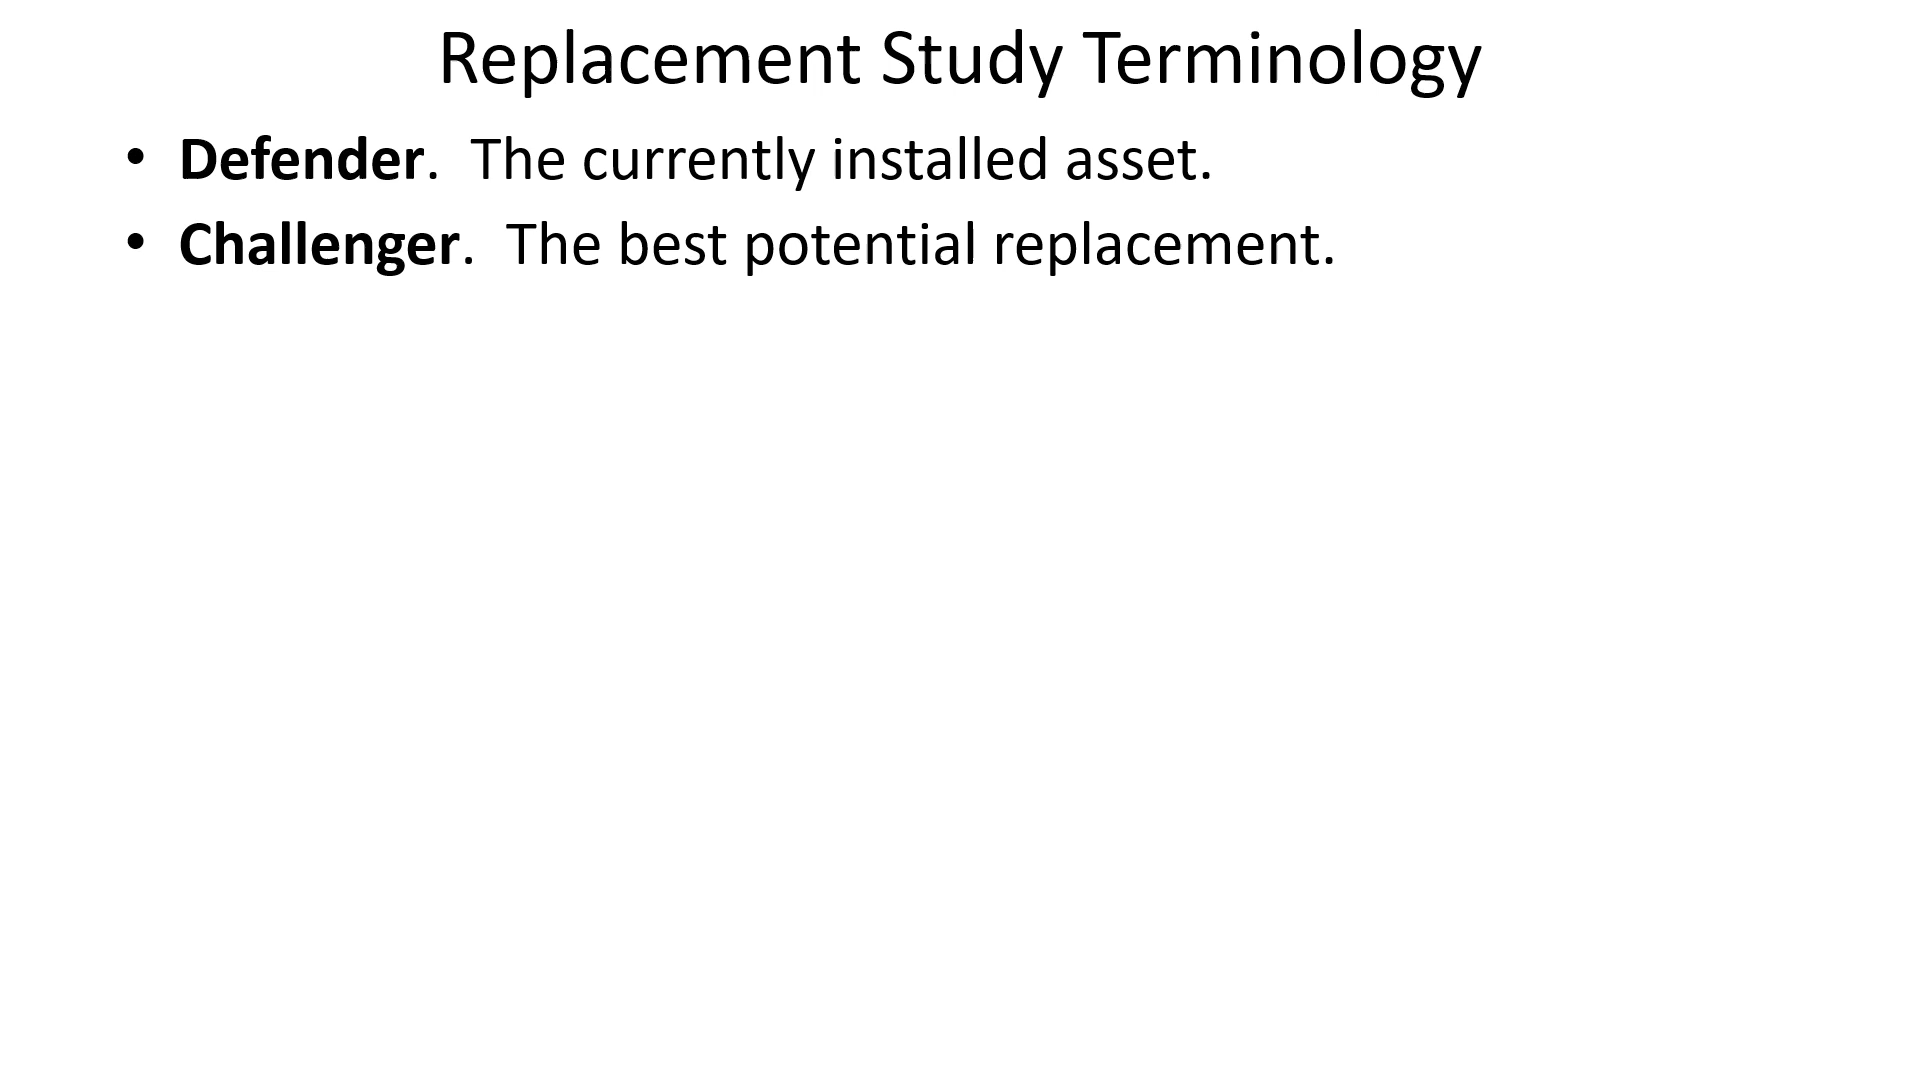 Replacement Study Terminology
• Defender.  The currently installed asset.
• Challenger.  The best potential replacement.